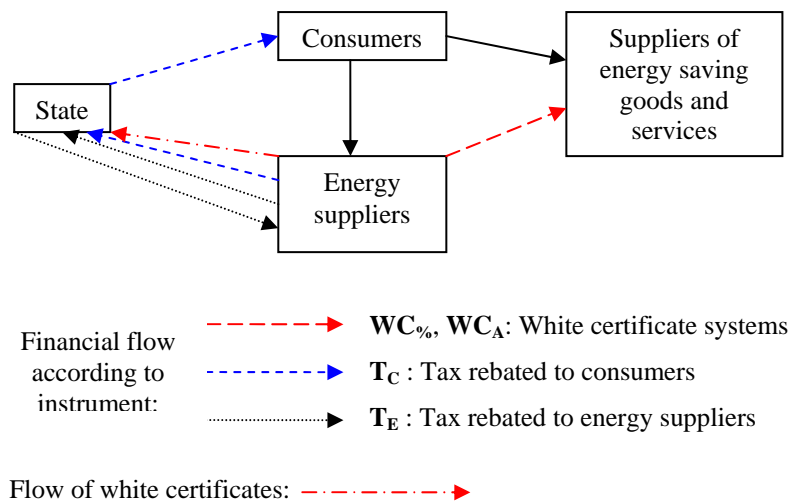 Consumers
Suppliers of
energy saving
goods and
services
State
Energy
suppliers
Financial flow
according to
instrument:
WC%, WCA: White certificate systems
TC : Tax rebated to consumers
TE : Tax rebated to energy suppliers
Flow of white certificates: